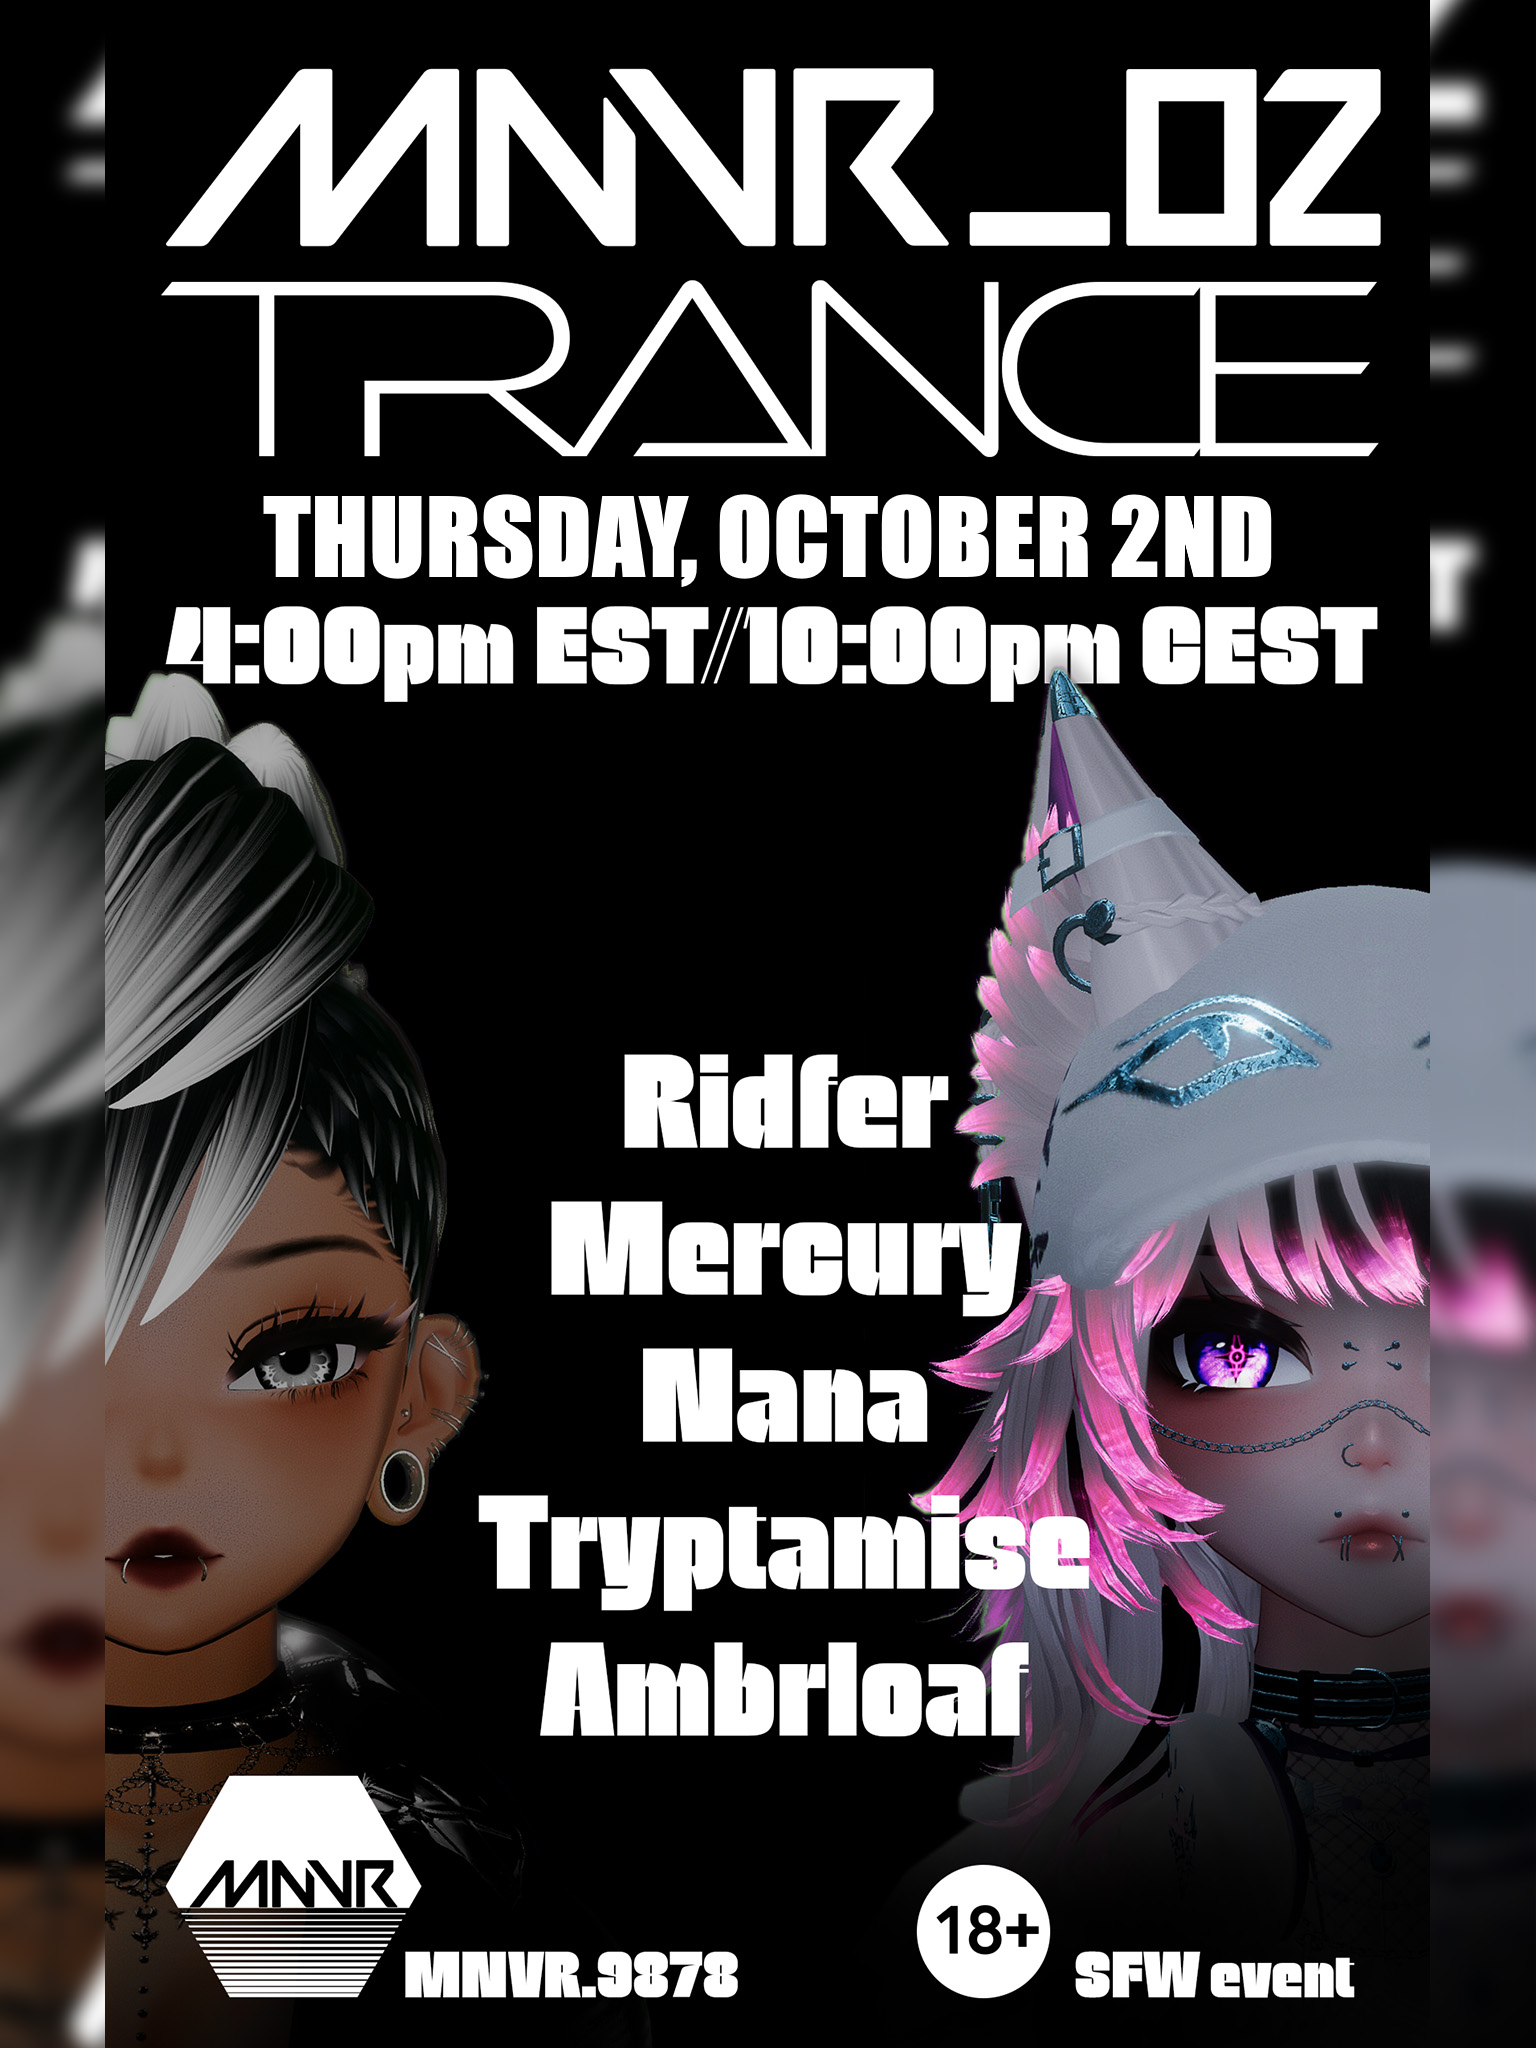 MNVR_02
TRANCE
THURSDAY, OCTOBER 2ND
4:00pm EST//10:00pm CEST
Ridfer
Mercury
Nana
Tryptamise
Ambrloaf
MNVR
MNVR.9878
18+
SFW event